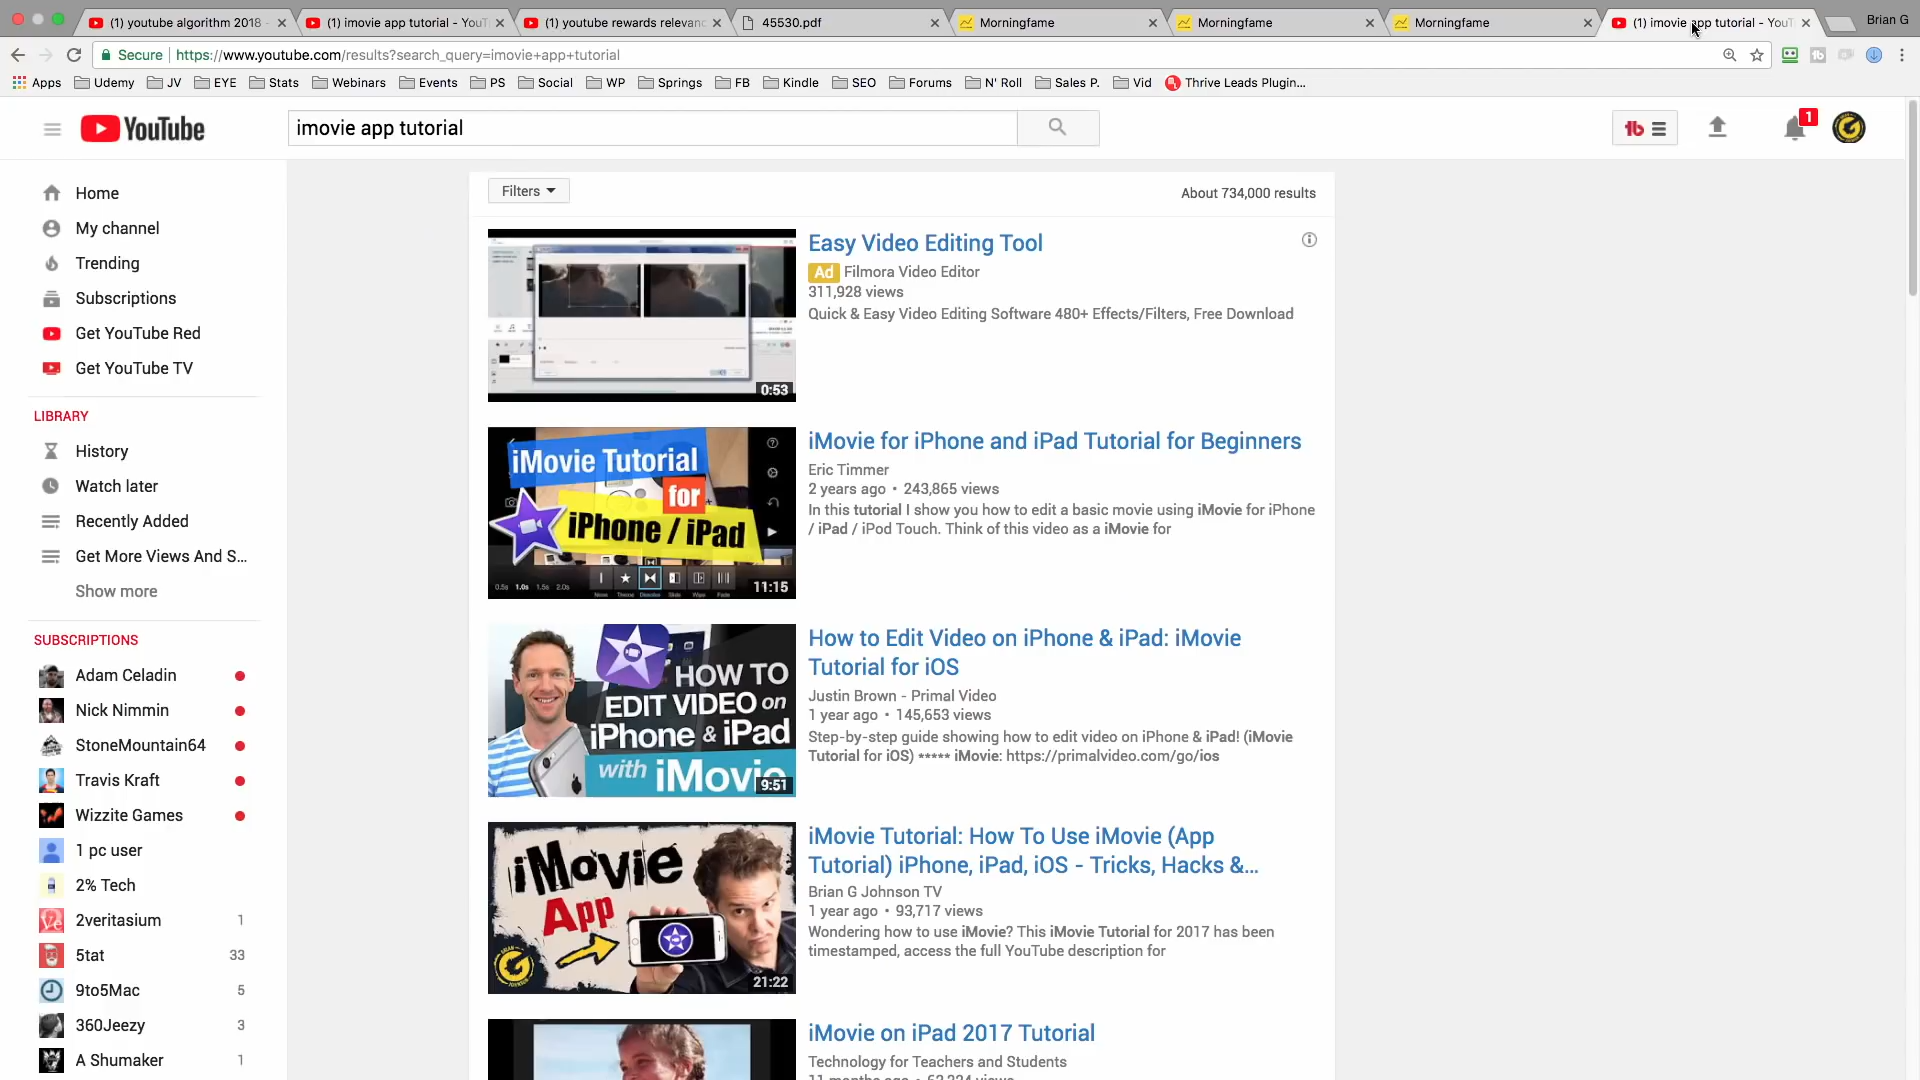 (1) youtube algorithm 2018 -
(1) imovie app tutorial - YouT
(1) youtube rewards relevanc
45530.pdf
Morningfame
Morningfame
Morningfame
(1) imovie app tutorial - YouT
Brian G
Secure
https://www.youtube.com/results?search_query=imovie+app+tutorial
Apps
Udemy
JV
EYE
Stats
Webinars
Events
PS
Social
WP
Springs
FB
Kindle
SEO
Forums
N' Roll
Sales P.
Vid
Thrive Leads Plugin...
YouTube
imovie app tutorial
tb
1
Home
My channel
Trending
Subscriptions
Get YouTube Red
Get YouTube TV
LIBRARY
History
Watch later
Recently Added
Get More Views And S...
Show more
SUBSCRIPTIONS
Adam Celadin
Nick Nimmin
StoneMountain64
Travis Kraft
Wizzite Games
1 pc user
2% Tech
2veritasium 1
5tat 33
9to5Mac 5
360Jeezy 3
A Shumaker 1
Filters
About 734,000 results
0:53
Easy Video Editing Tool
Ad Filmora Video Editor
311,928 views
Quick & Easy Video Editing Software 480+ Effects/Filters, Free Download
iMovie Tutorial
for
iPhone / iPad
0.5s 1.0s 1.5s 2.0s
None Theme Dissolve Slide Wipe Fade
11:15
iMovie for iPhone and iPad Tutorial for Beginners
Eric Timmer
2 years ago • 243,865 views
In this tutorial I show you how to edit a basic movie using iMovie for iPhone
/ iPad / iPod Touch. Think of this video as a iMovie for
HOW TO
EDIT VIDEO on
iPhone & iPad
with iMovie
9:51
How to Edit Video on iPhone & iPad: iMovie
Tutorial for iOS
Justin Brown - Primal Video
1 year ago • 145,653 views
Step-by-step guide showing how to edit video on iPhone & iPad! (iMovie
Tutorial for iOS) ***** iMovie: https://primalvideo.com/go/ios
iMovie
App
21:22
iMovie Tutorial: How To Use iMovie (App
Tutorial) iPhone, iPad, iOS - Tricks, Hacks &...
Brian G Johnson TV
1 year ago • 93,717 views
Wondering how to use iMovie? This iMovie Tutorial for 2017 has been
timestamped, access the full YouTube description for
iMovie on iPad 2017 Tutorial
Technology for Teachers and Students